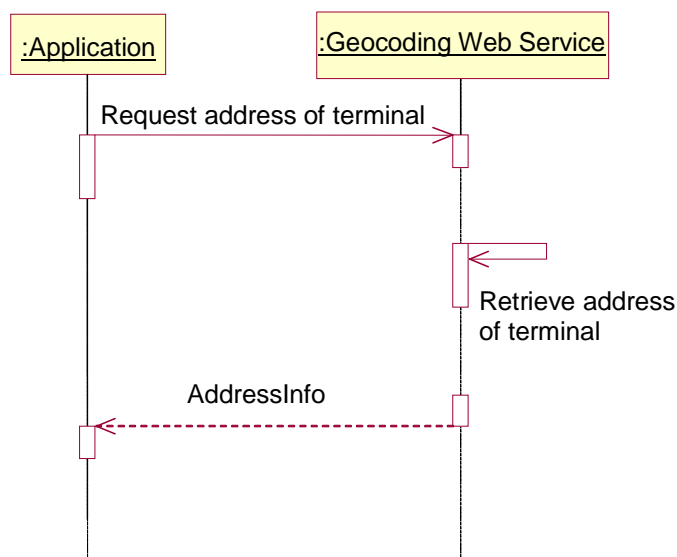 :Application
:Geocoding Web Service
Request address of terminal
Retrieve address
of terminal
AddressInfo